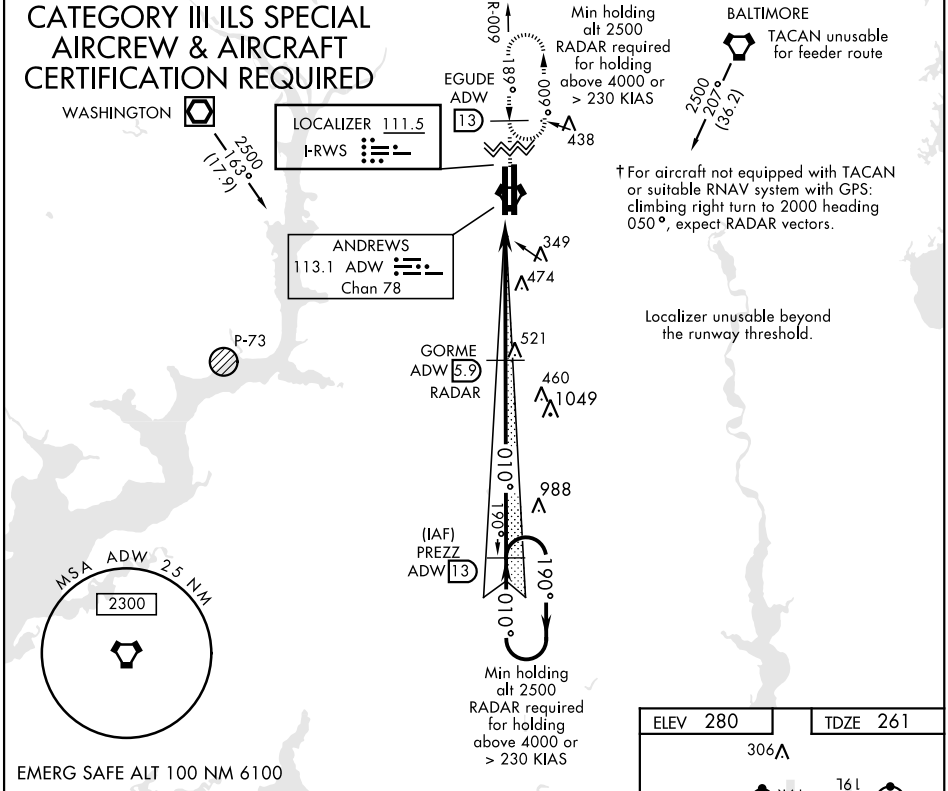 CATEGORY III ILS SPECIAL
AIRCREW & AIRCRAFT
CERTIFICATION REQUIRED
WASHINGTON
2500
163°
(17.9)
LOCALIZER 111.5
I-RWS
R-009
189°
009°
EGUDE
ADW
13
Min holding
alt 2500
RADAR required
for holding
above 4000 or
> 230 KIAS
438
BALTIMORE
TACAN unusable
for feeder route
2500
207°
(36.2)
† For aircraft not equipped with TACAN
or suitable RNAV system with GPS:
climbing right turn to 2000 heading
050°, expect RADAR vectors.
ANDREWS
113.1 ADW
Chan 78
349
474
Localizer unusable beyond
the runway threshold.
P-73
GORME
ADW 5.9
RADAR
521
460
1049
010°
988
190°
(IAF)
PREZZ
ADW 13
190°
010°
Min holding
alt 2500
RADAR required
for holding
above 4000 or
> 230 KIAS
MSA ADW 25 NM
2300
EMERG SAFE ALT 100 NM 6100
ELEV 280
TDZE 261
306
191